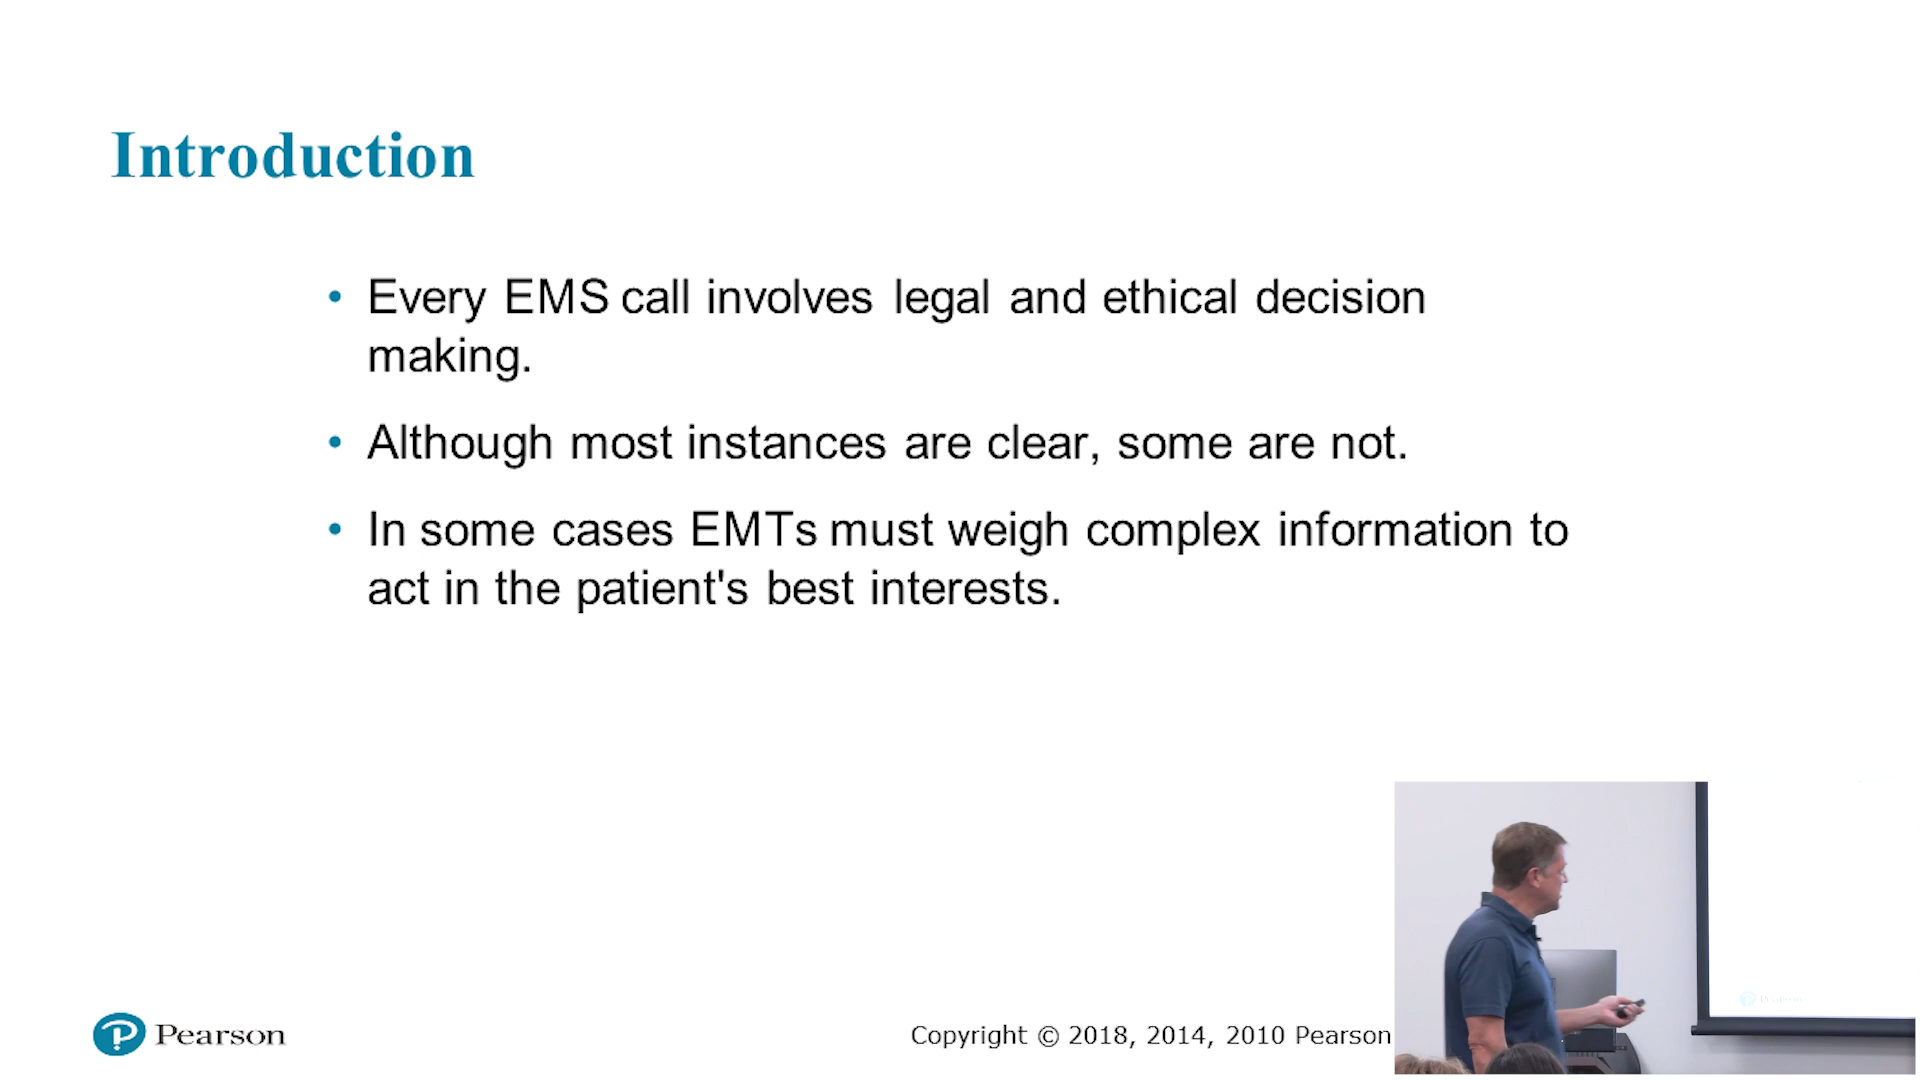 Introduction
• Every EMS call involves legal and ethical decision
making.
• Although most instances are clear, some are not.
• In some cases EMTs must weigh complex information to
act in the patient's best interests.
Pearson
Copyright © 2018, 2014, 2010 Pearson
Pearson